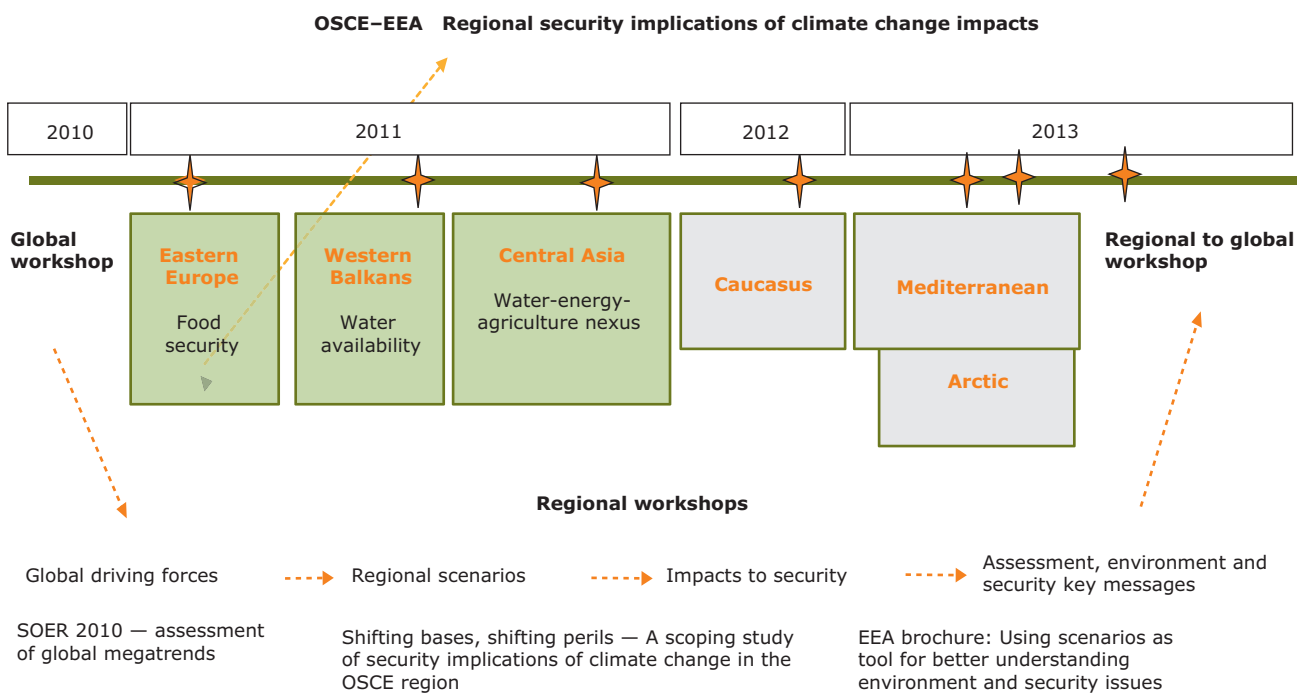 OSCE–EEA Regional security implications of climate change impacts
2010
2011
2012
2013
Global
workshop
Eastern
Europe
Food
security
Western
Balkans
Water
availability
Central Asia
Water-energy-
agriculture nexus
Caucasus
Mediterranean
Arctic
Regional to global
workshop
Regional workshops
Global driving forces
Regional scenarios
Impacts to security
Assessment, environment and
security key messages
SOER 2010 — assessment
of global megatrends
Shifting bases, shifting perils — A scoping study
of security implications of climate change in the
OSCE region
EEA brochure: Using scenarios as
tool for better understanding
environment and security issues